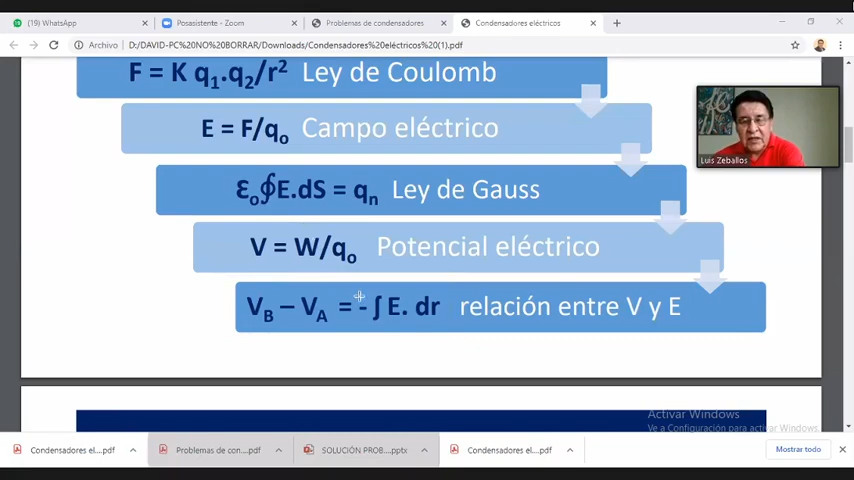 (19) WhatsApp
Posasistente - Zoom
Problemas de condensadores
Condensadores eléctricos
Archivo
D:/DAVID-PC%20NO%20BORRAR/Downloads/Condensadores%20eléctricos%20(1).pdf
F = K q₁.q₂/r² Ley de Coulomb
Luis Zeballos
E = F/qₒ Campo eléctrico
Ɛₒ∮E.dS = qₙ Ley de Gauss
V = W/qₒ Potencial eléctrico
V_B – V_A = - ∫ E. dr relación entre V y E
Activar Windows
Ve a Configuración para activar Windows.
Condensadores el....pdf
Problemas de con....pdf
SOLUCIÓN PROB....pptx
Condensadores el....pdf
Mostrar todo